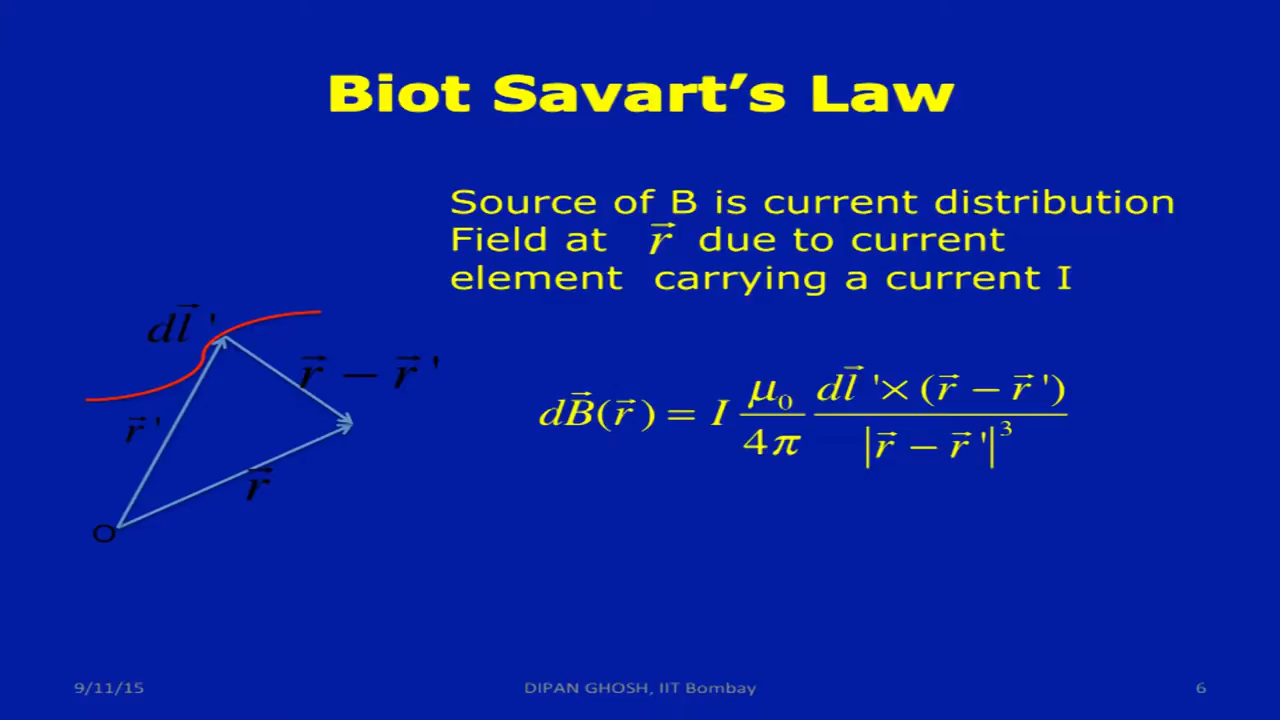 Biot Savart’s Law
Source of B is current distribution
Field at r⃗ due to current
element carrying a current I
dl⃗ '
r⃗ − r⃗ '
r⃗ '
r⃗
O
dB⃗(r⃗) = I μ₀/4π dl⃗ '×(r⃗ − r⃗ ')/|r⃗ − r⃗ '|³
9/11/15
DIPAN GHOSH, IIT Bombay
6